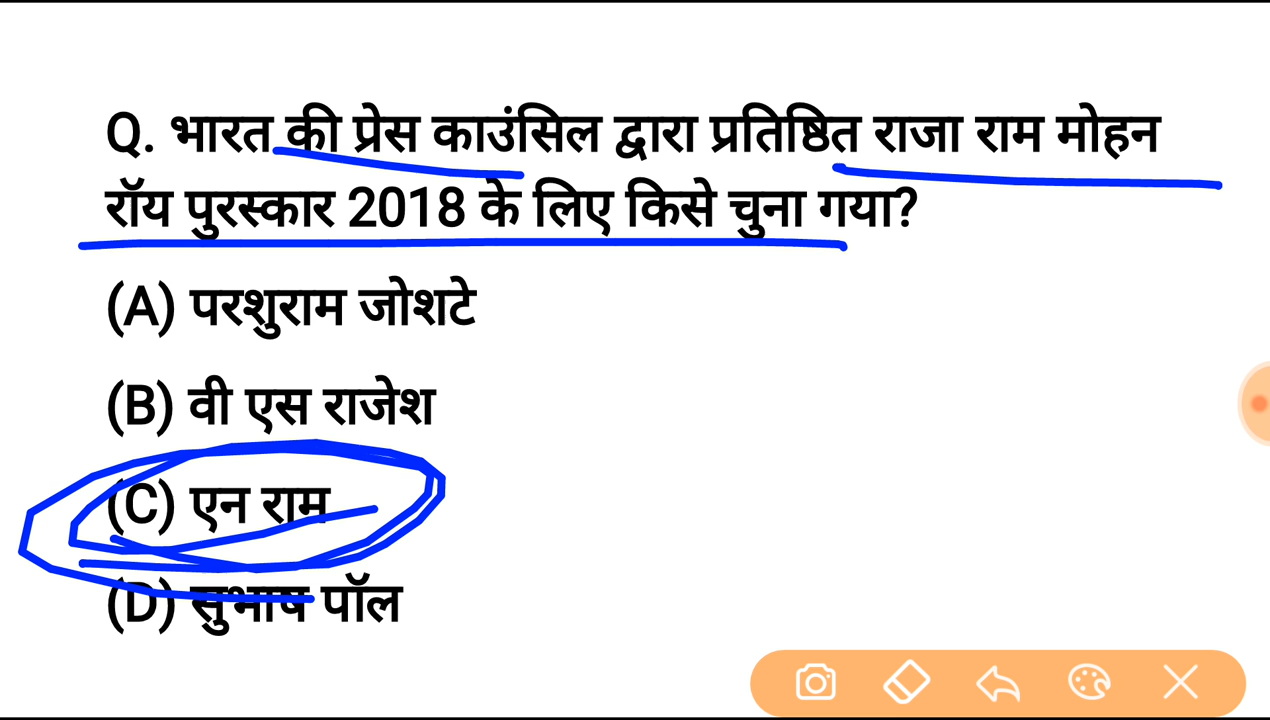 Q. भारत की प्रेस काउंसिल द्वारा प्रतिष्ठित राजा राम मोहन
रॉय पुरस्कार 2018 के लिए किसे चुना गया?
(A) परशुराम जोशटे
(B) वी एस राजेश
(C) एन राम
(D) सुभाष पॉल